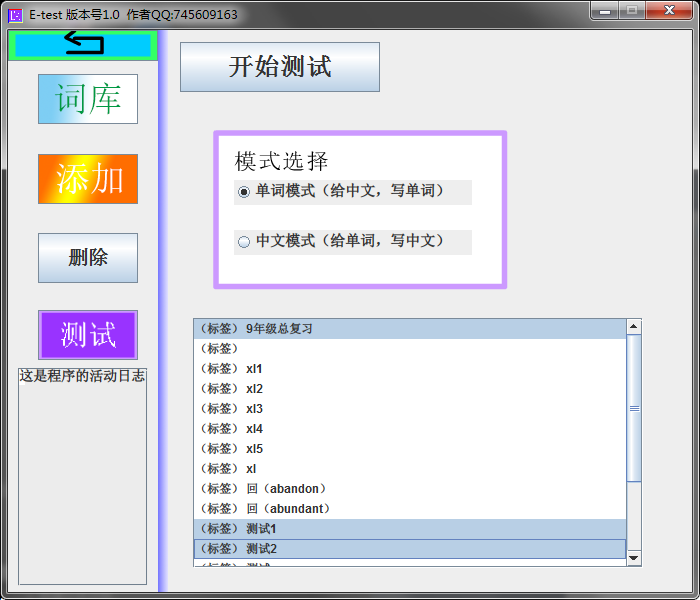 E-test 版本号1.0 作者QQ:745609163
词库
添加
删除
测试
这是程序的活动日志
开始测试
模式选择
单词模式（给中文，写单词）
中文模式（给单词，写中文）
（标签） 9年级总复习
（标签）
（标签） xl1
（标签） xl2
（标签） xl3
（标签） xl4
（标签） xl5
（标签） xl
（标签） 回（abandon）
（标签） 回（abundant）
（标签） 测试1
（标签） 测试2